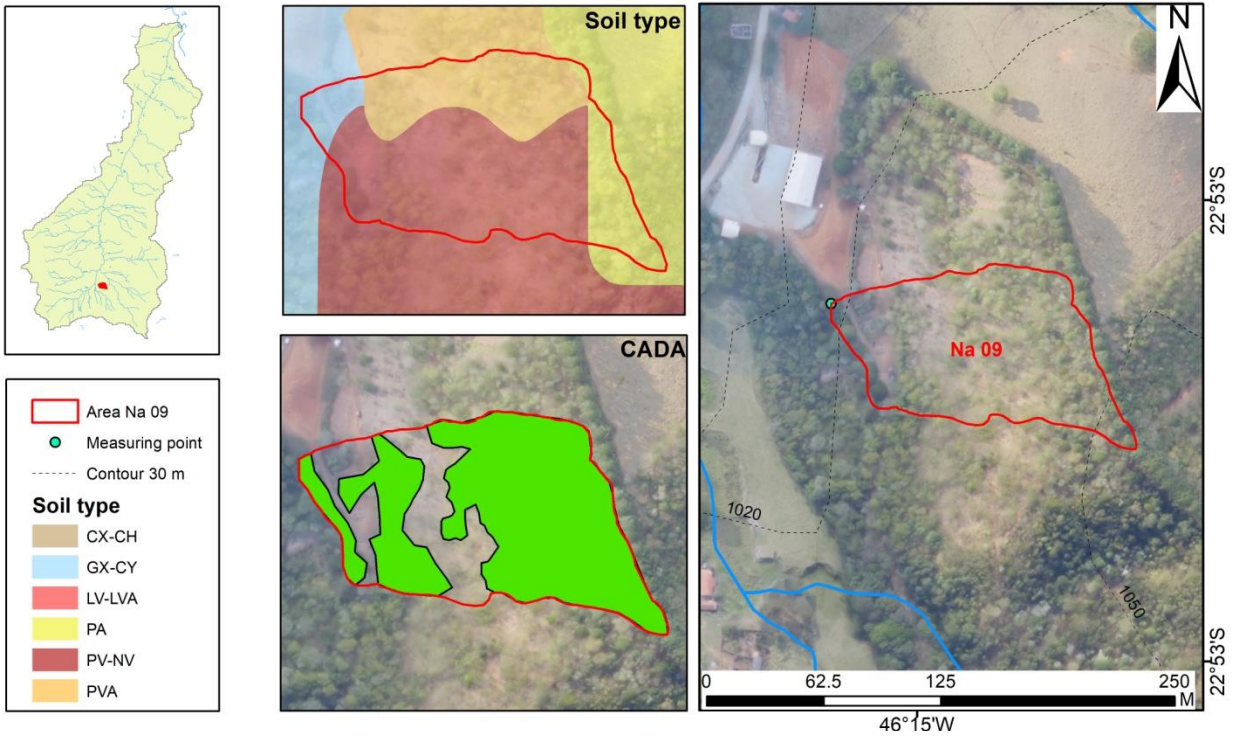 Soil type
CADA
N
Na 09
1020
1050
22°53'S
22°53'S
0 62.5 125 250
M
46°15'W
Area Na 09
Measuring point
Contour 30 m
Soil type
CX-CH
GX-CY
LV-LVA
PA
PV-NV
PVA